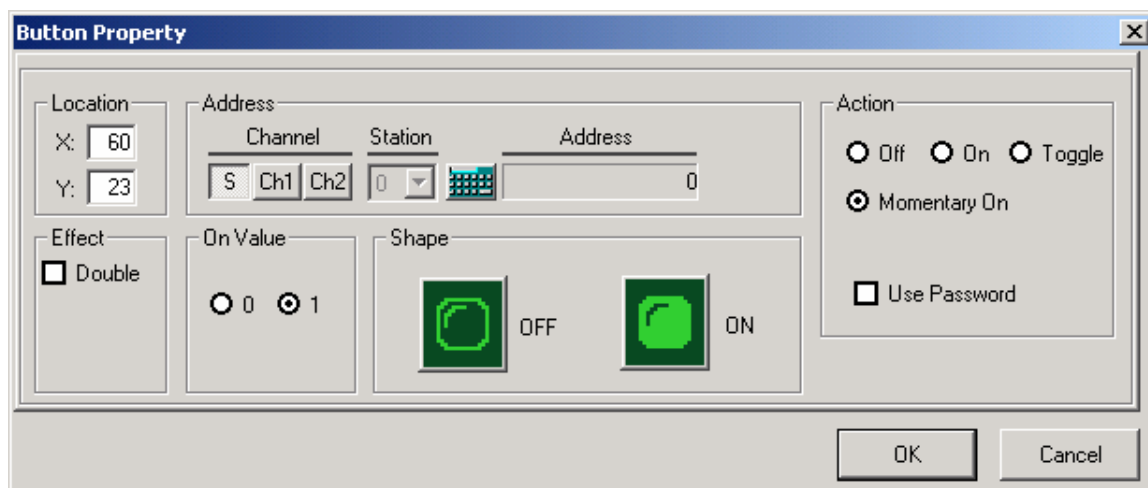 Button Property
Location
X: 60
Y: 23
Address
Channel Station Address
S Ch1 Ch2 0 0
Action
Off On Toggle
Momentary On
Use Password
Effect
Double
On Value
0 1
Shape
OFF ON
OK Cancel